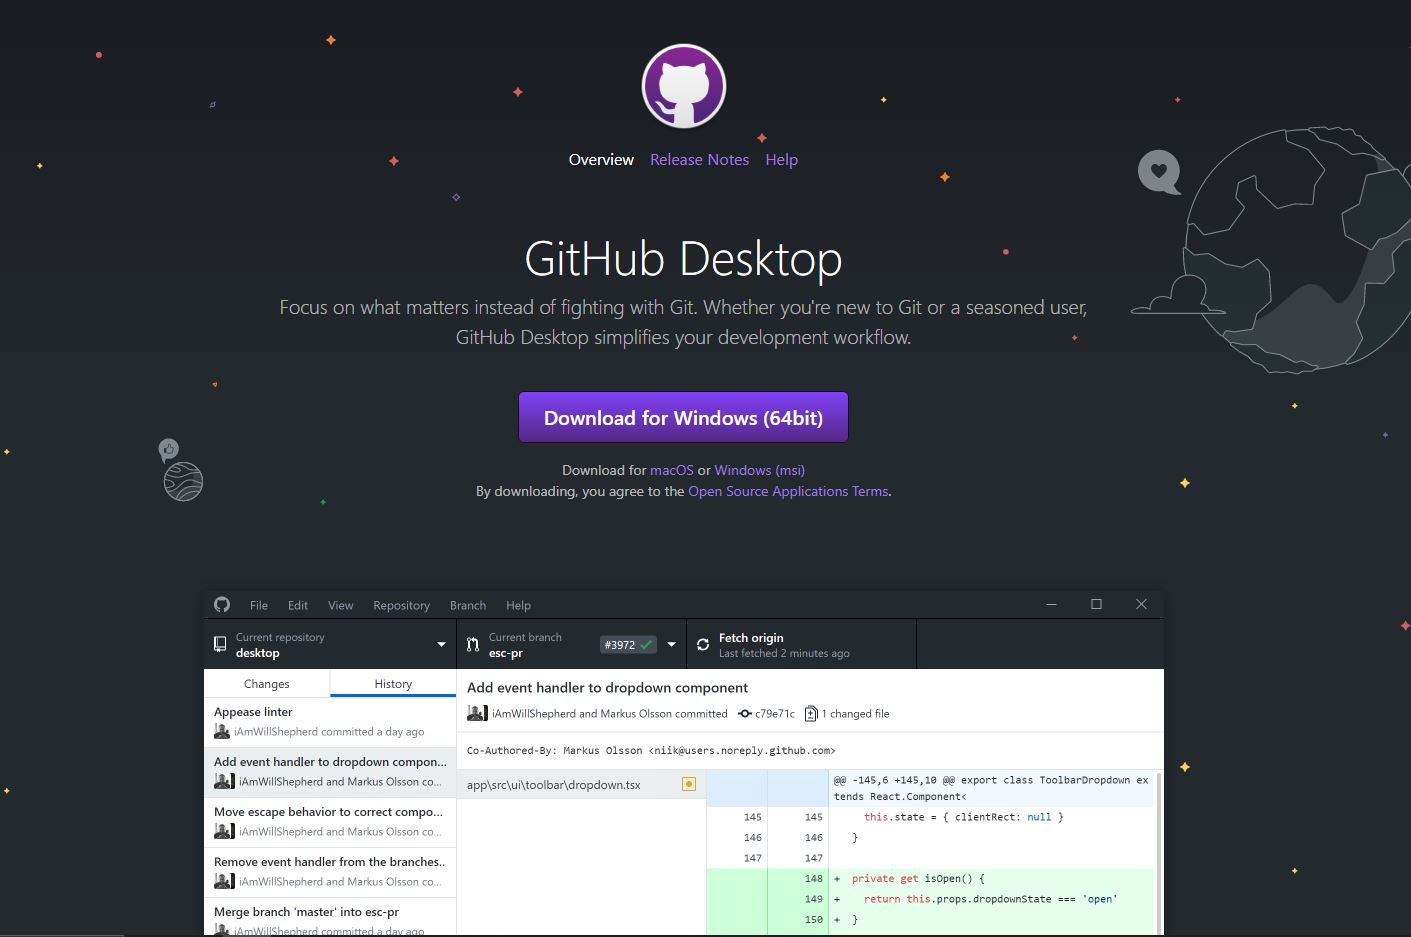 Overview Release Notes Help
GitHub Desktop
Focus on what matters instead of fighting with Git. Whether you're new to Git or a seasoned user,
GitHub Desktop simplifies your development workflow.
Download for Windows (64bit)
Download for macOS or Windows (msi)
By downloading, you agree to the Open Source Applications Terms.
File Edit View Repository Branch Help
Current repository
desktop
Current branch
esc-pr
#3972
Fetch origin
Last fetched 2 minutes ago
Changes History
Appease linter
iAmWillShepherd committed a day ago
Add event handler to dropdown compon...
iAmWillShepherd and Markus Olsson co...
Move escape behavior to correct compo...
iAmWillShepherd and Markus Olsson co...
Remove event handler from the branches..
iAmWillShepherd and Markus Olsson co...
Merge branch 'master' into esc-pr
iAmWillShepherd committed a day ago
Add event handler to dropdown component
iAmWillShepherd and Markus Olsson committed c79e71c 1 changed file
Co-Authored-By: Markus Olsson <niik@users.noreply.github.com>
app\src\ui\toolbar\dropdown.tsx
@@ -145,6 +145,10 @@ export class ToolbarDropdown ex
tends React.Component<
145 145 this.state = { clientRect: null }
146 146 }
147 147
148 + private get isOpen() {
149 + return this.props.dropdownState === 'open'
150 + }